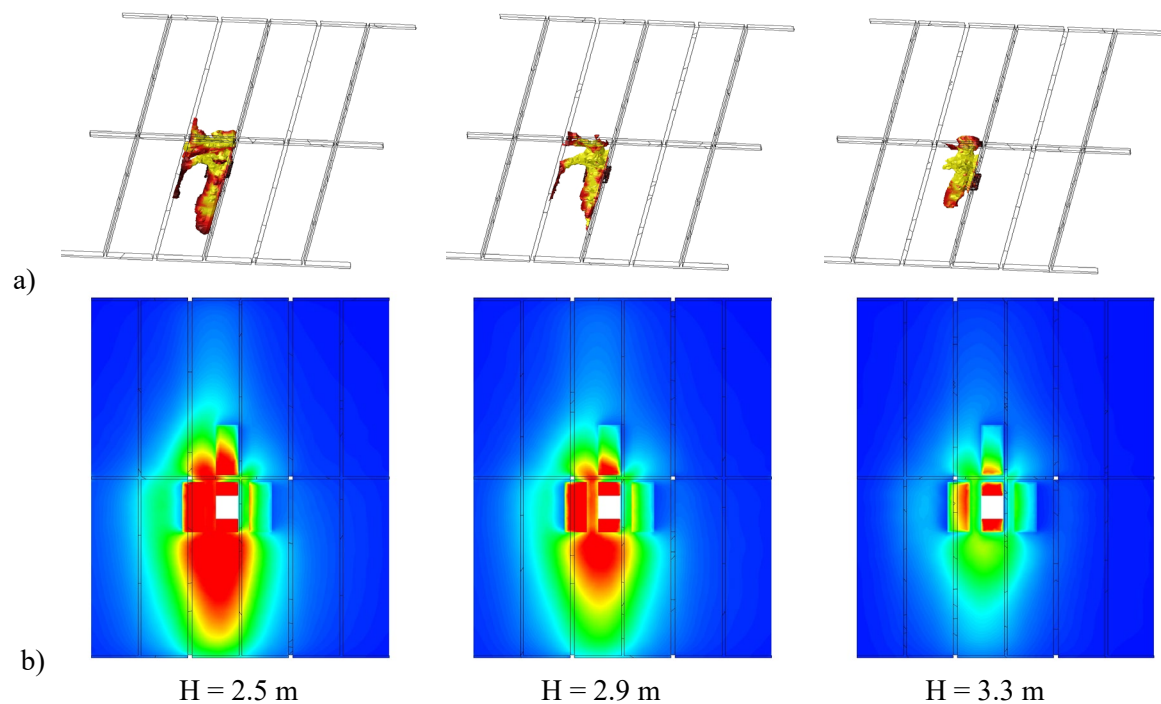 a)
b)
H = 2.5 m H = 2.9 m H = 3.3 m